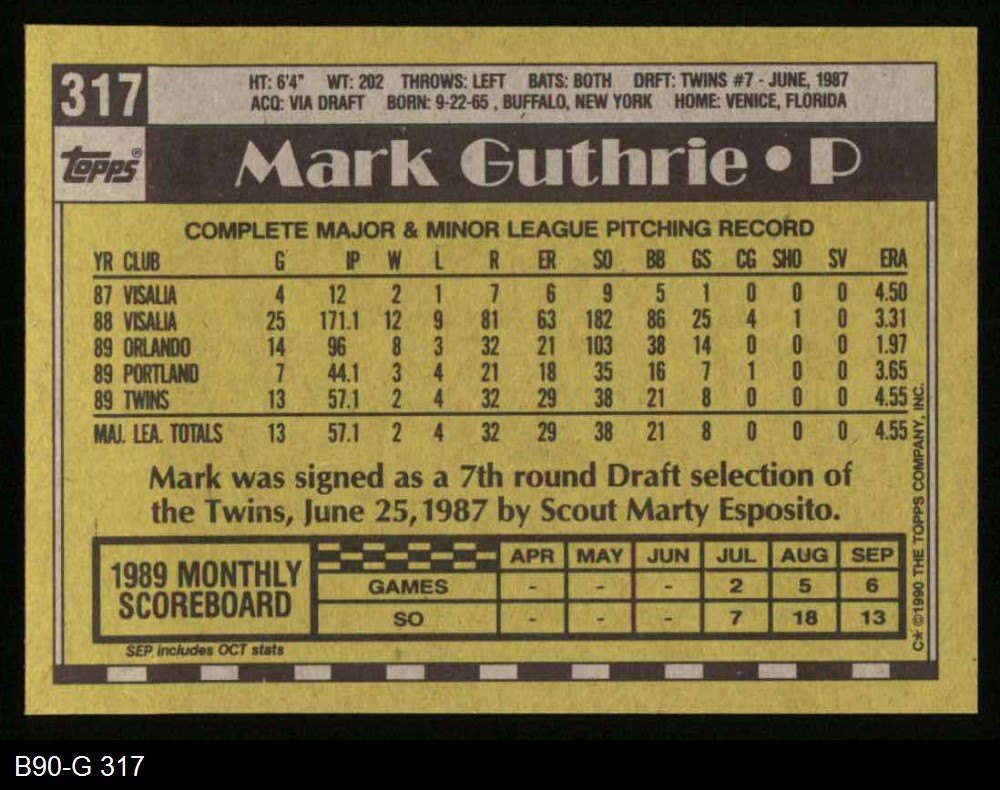 317
HT: 6'4" WT: 202 THROWS: LEFT BATS: BOTH DRFT: TWINS #7 - JUNE, 1987
ACQ: VIA DRAFT BORN: 9-22-65 , BUFFALO, NEW YORK HOME: VENICE, FLORIDA
Topps®
Mark Guthrie • P
COMPLETE MAJOR & MINOR LEAGUE PITCHING RECORD
YR CLUB G IP W L R ER SO BB GS CG SHO SV ERA
87 VISALIA 4 12 2 1 7 6 9 5 1 0 0 0 4.50
88 VISALIA 25 171.1 12 9 81 63 182 86 25 4 1 0 3.31
89 ORLANDO 14 96 8 3 32 21 103 38 14 0 0 0 1.97
89 PORTLAND 7 44.1 3 4 21 18 35 16 7 1 0 0 3.65
89 TWINS 13 57.1 2 4 32 29 38 21 8 0 0 0 4.55
MAJ. LEA. TOTALS 13 57.1 2 4 32 29 38 21 8 0 0 0 4.55
Mark was signed as a 7th round Draft selection of
the Twins, June 25, 1987 by Scout Marty Esposito.
1989 MONTHLY
SCOREBOARD
APR MAY JUN JUL AUG SEP
GAMES - - - 2 5 6
SO - - - 7 18 13
SEP includes OCT stats
C* ©1990 THE TOPPS COMPANY, INC.
B90-G 317